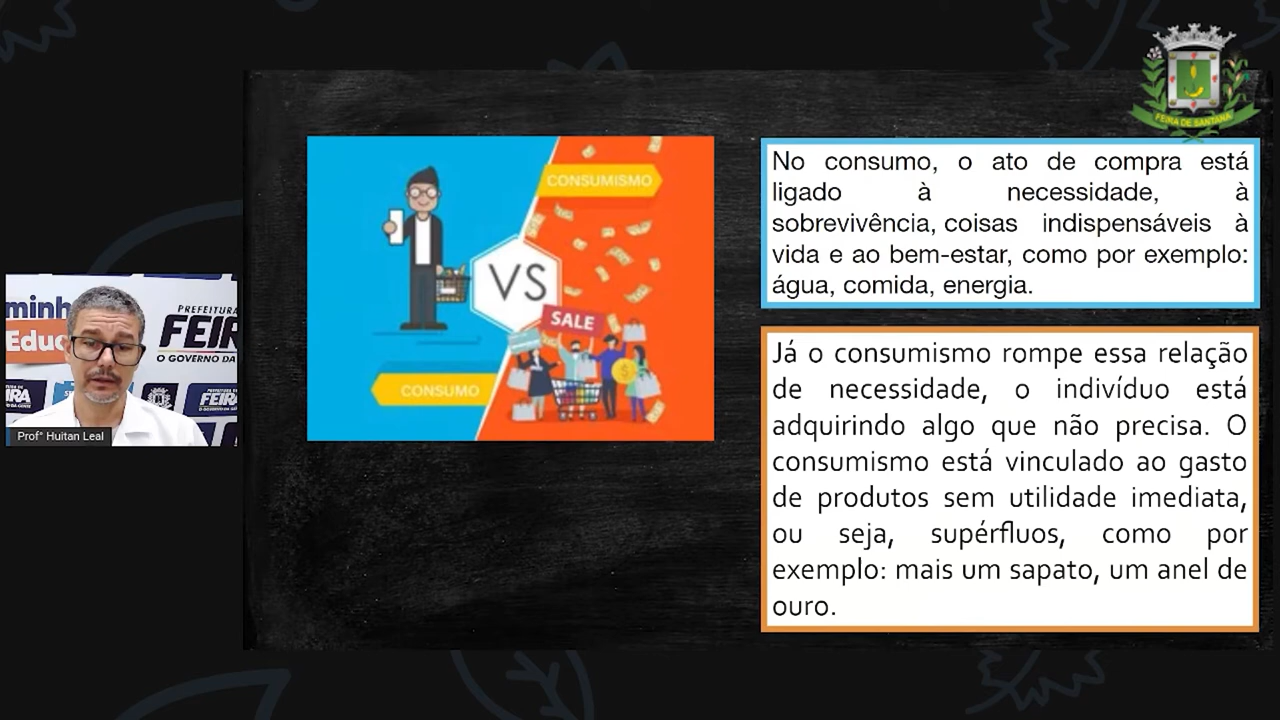 FEIRA DE SANTANA
CONSUMISMO
VS
SALE
CONSUMO
No consumo, o ato de compra está
ligado à necessidade, à
sobrevivência, coisas indispensáveis à
vida e ao bem-estar, como por exemplo:
água, comida, energia.
Já o consumismo rompe essa relação
de necessidade, o indivíduo está
adquirindo algo que não precisa. O
consumismo está vinculado ao gasto
de produtos sem utilidade imediata,
ou seja, supérfluos, como por
exemplo: mais um sapato, um anel de
ouro.
minh
Educ
PREFEITURA
FEIR
O GOVERNO DA
Prof° Huitan Leal